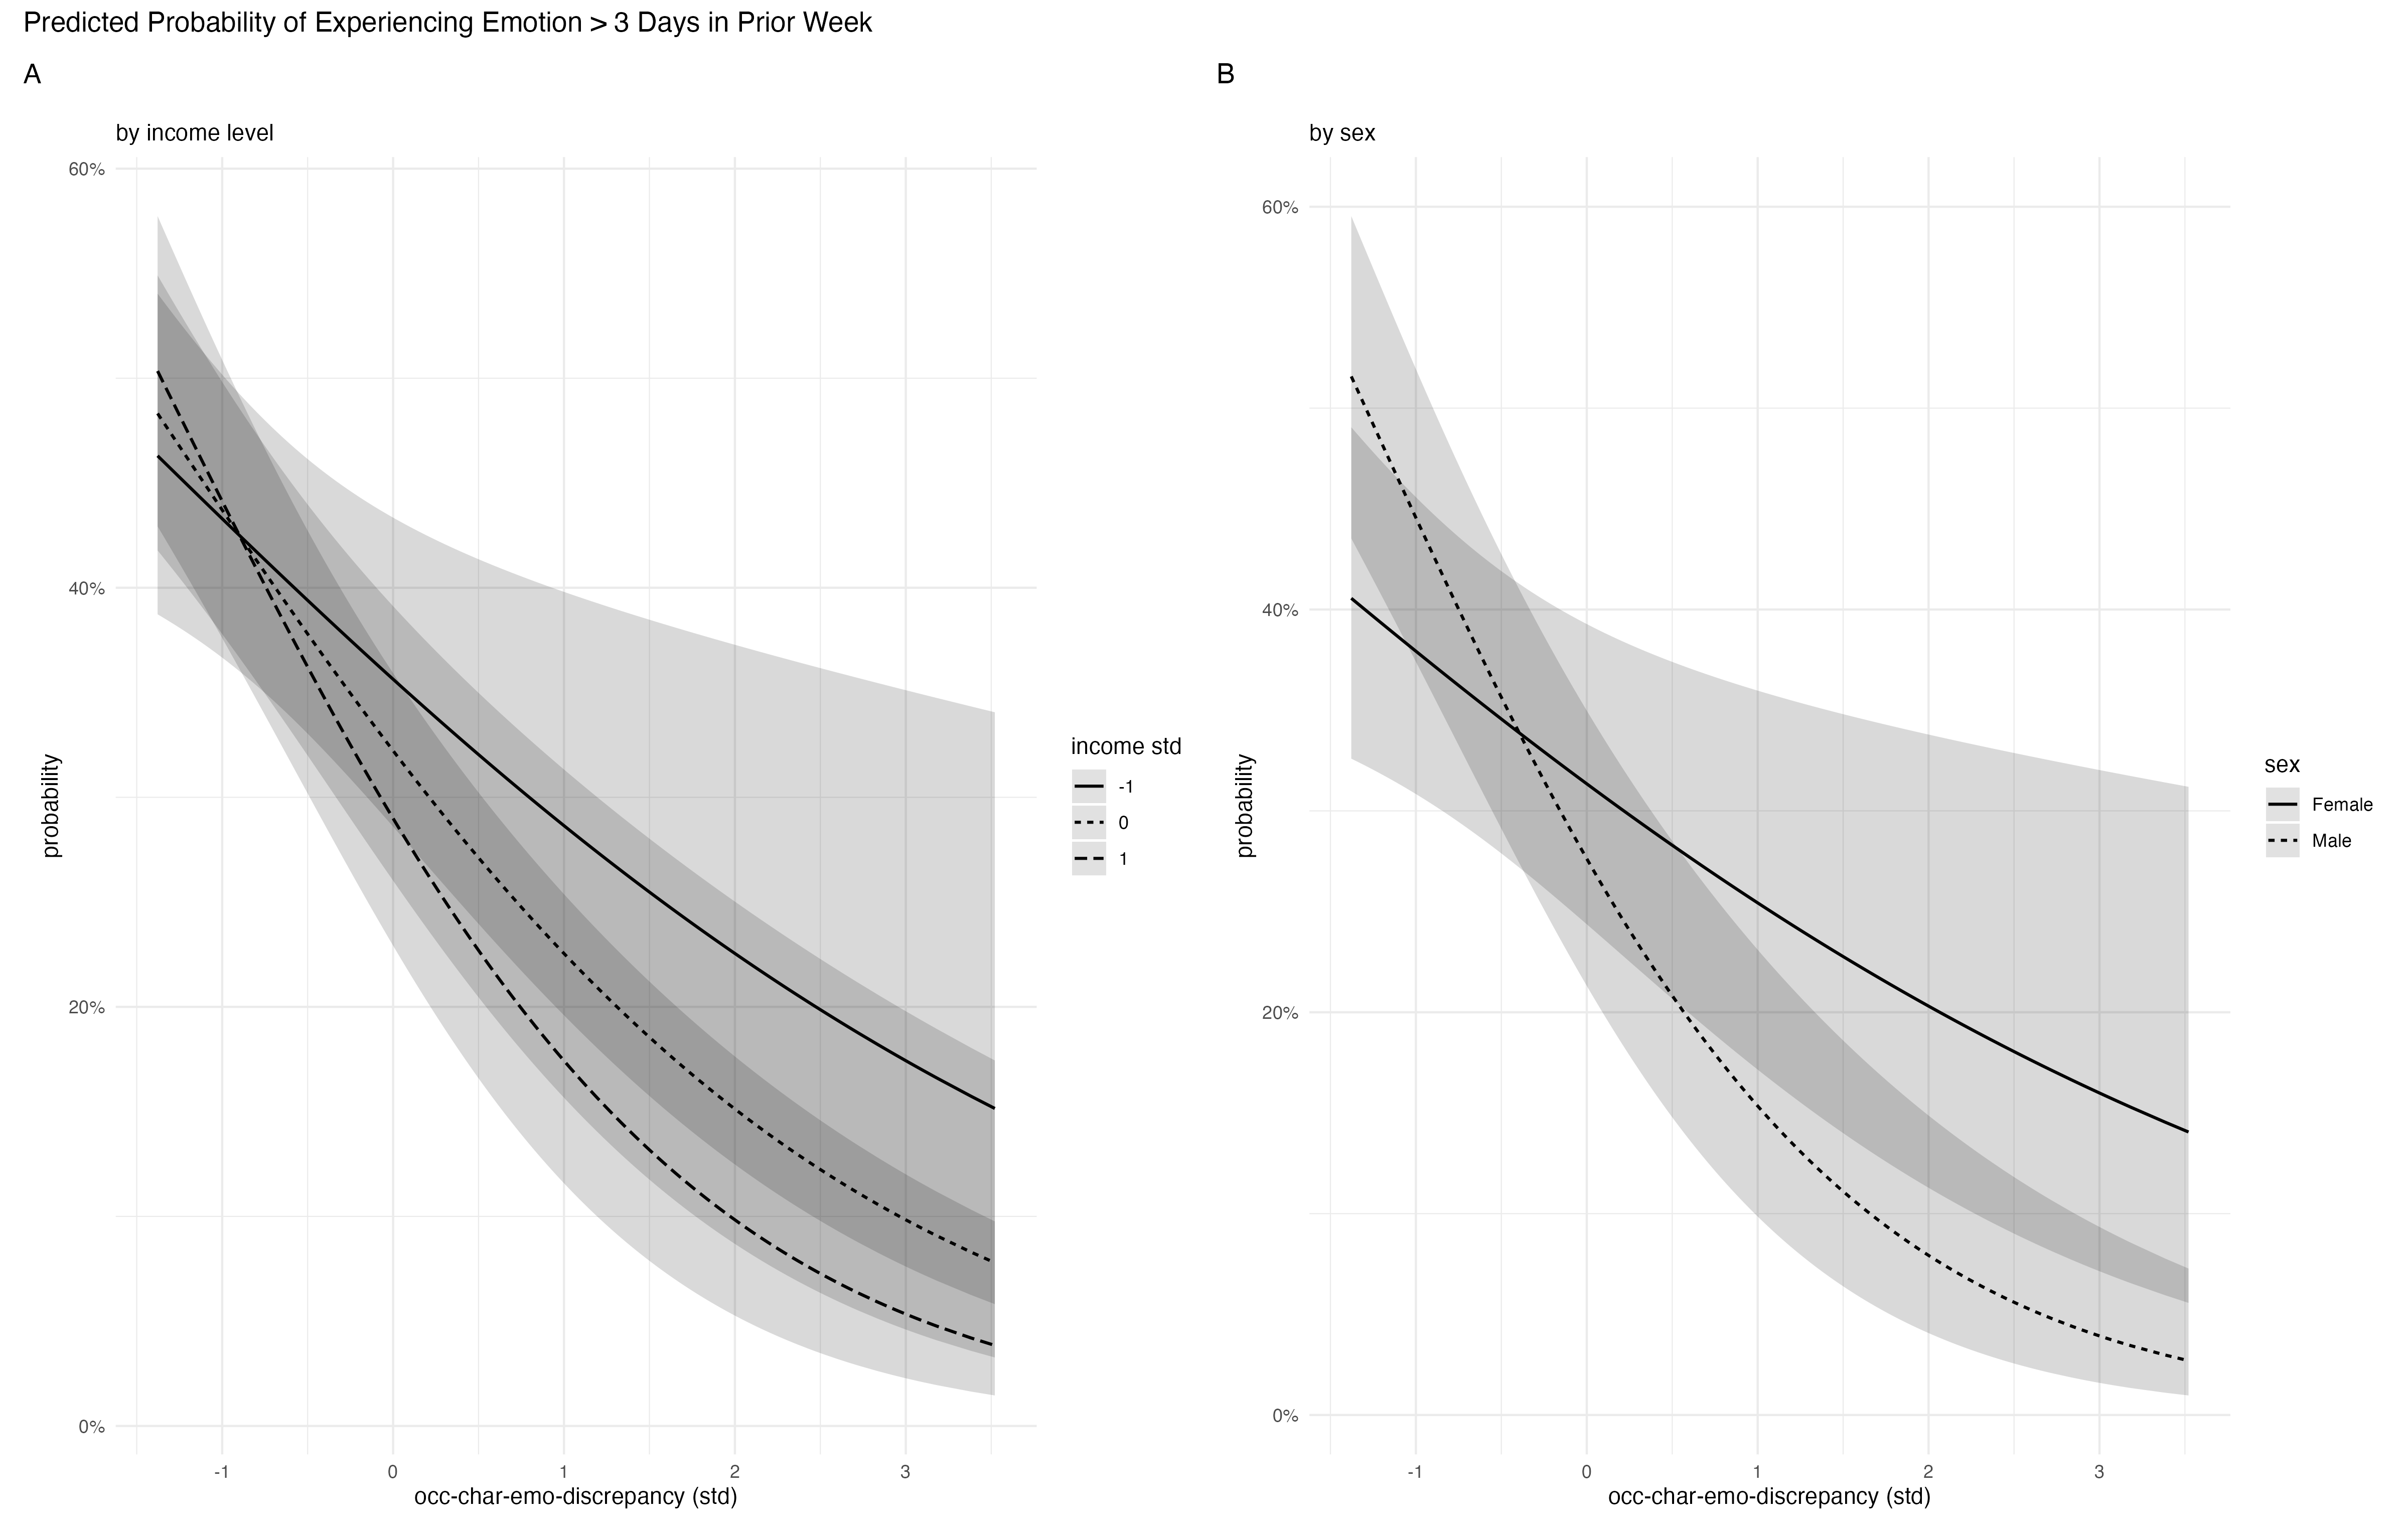 Predicted Probability of Experiencing Emotion > 3 Days in Prior Week
A
by income level
60%
40%
20%
0%
probability
-1
0
1
2
3
occ-char-emo-discrepancy (std)
income std
-1
0
1
B
by sex
60%
40%
20%
0%
probability
-1
0
1
2
3
occ-char-emo-discrepancy (std)
sex
Female
Male